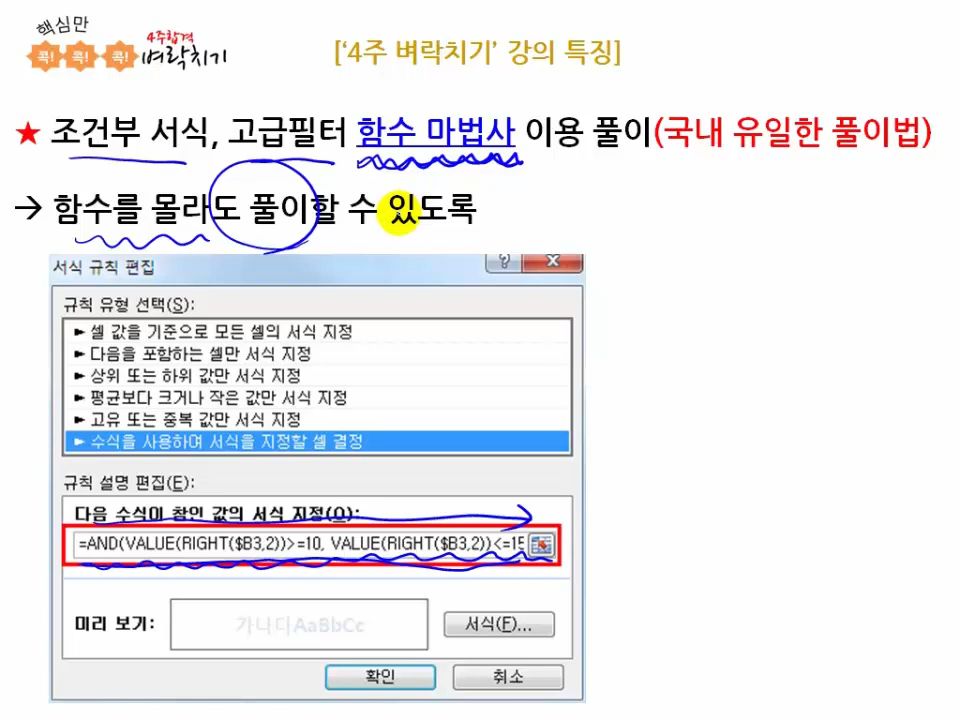 핵심만
콕! 콕! 콕! 4주합격 벼락치기
['4주 벼락치기' 강의 특징]
★ 조건부 서식, 고급필터 함수 마법사 이용 풀이(국내 유일한 풀이법)
→ 함수를 몰라도 풀이할 수 있도록
서식 규칙 편집
규칙 유형 선택(S):
► 셀 값을 기준으로 모든 셀의 서식 지정
► 다음을 포함하는 셀만 서식 지정
► 상위 또는 하위 값만 서식 지정
► 평균보다 크거나 작은 값만 서식 지정
► 고유 또는 중복 값만 서식 지정
► 수식을 사용하여 서식을 지정할 셀 결정
규칙 설명 편집(E):
다음 수식이 참인 값의 서식 지정(O):
=AND(VALUE(RIGHT($B3,2))>=10, VALUE(RIGHT($B3,2))<=15
미리 보기: 가나다AaBbCc 서식(F)...
확인 취소